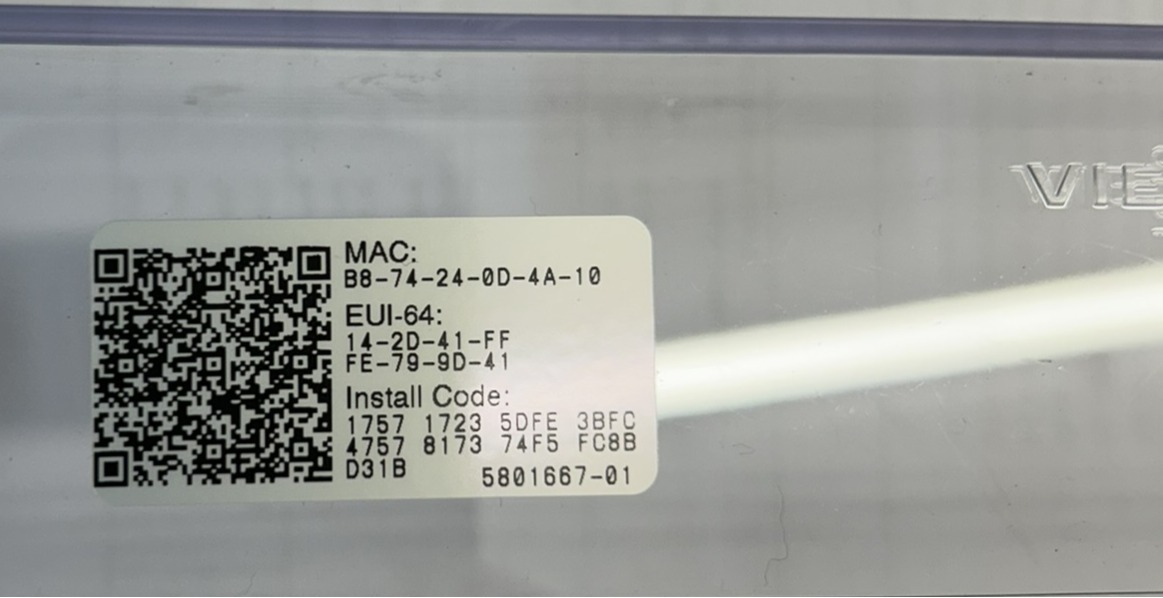 MAC:
B8-74-24-0D-4A-10
EUI-64:
14-2D-41-FF
FE-79-9D-41
Install Code:
1757 1723 5DFE 3BFC
4757 8173 74F5 FC8B
D31B 5801667-01